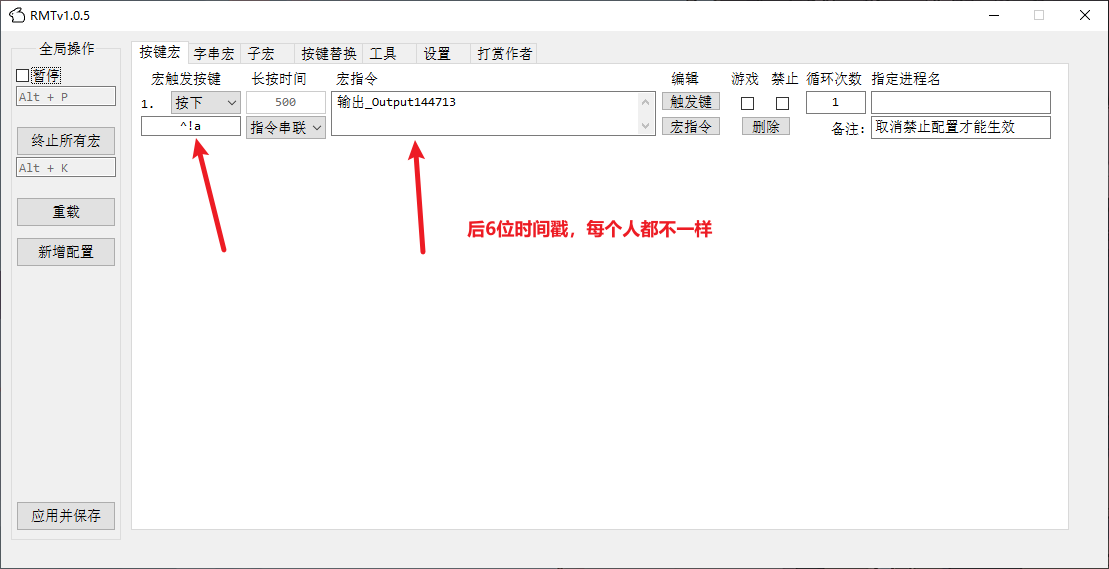 RMTv1.0.5
全局操作
暂停
Alt + P
终止所有宏
Alt + K
重载
新增配置
应用并保存
按键宏 字串宏 子宏 按键替换 工具 设置 打赏作者
宏触发按键 长按时间 宏指令 编辑 游戏 禁止 循环次数 指定进程名
1. 按下 500 输出_Output144713 触发键 1
^!a 指令串联 宏指令 删除 备注: 取消禁止配置才能生效
后6位时间戳，每个人都不一样